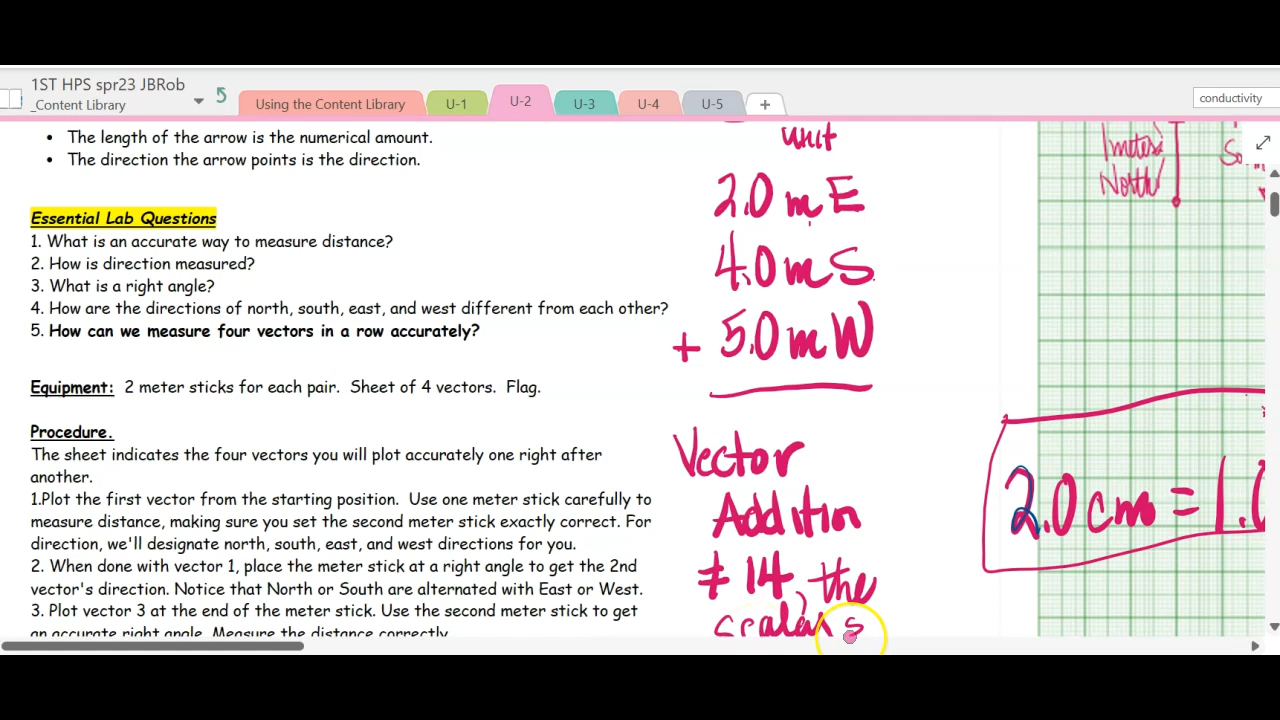 1ST HPS spr23 JBRob
_Content Library
Using the Content Library
U-1
U-2
U-3
U-4
U-5
+
conductivity
• The length of the arrow is the numerical amount.
• The direction the arrow points is the direction.
Essential Lab Questions
1. What is an accurate way to measure distance?
2. How is direction measured?
3. What is a right angle?
4. How are the directions of north, south, east, and west different from each other?
5. How can we measure four vectors in a row accurately?
Equipment: 2 meter sticks for each pair. Sheet of 4 vectors. Flag.
Procedure.
The sheet indicates the four vectors you will plot accurately one right after
another.
1.Plot the first vector from the starting position. Use one meter stick carefully to
measure distance, making sure you set the second meter stick exactly correct. For
direction, we'll designate north, south, east, and west directions for you.
2. When done with vector 1, place the meter stick at a right angle to get the 2nd
vector's direction. Notice that North or South are alternated with East or West.
3. Plot vector 3 at the end of the meter stick. Use the second meter stick to get
an accurate right angle. Measure the distance correctly.
unit
2.0 m E
4.0 m S
+ 5.0 m W
Vector
Addition
≠ 14, the
scalar s
North
2.0 cm = 1.0